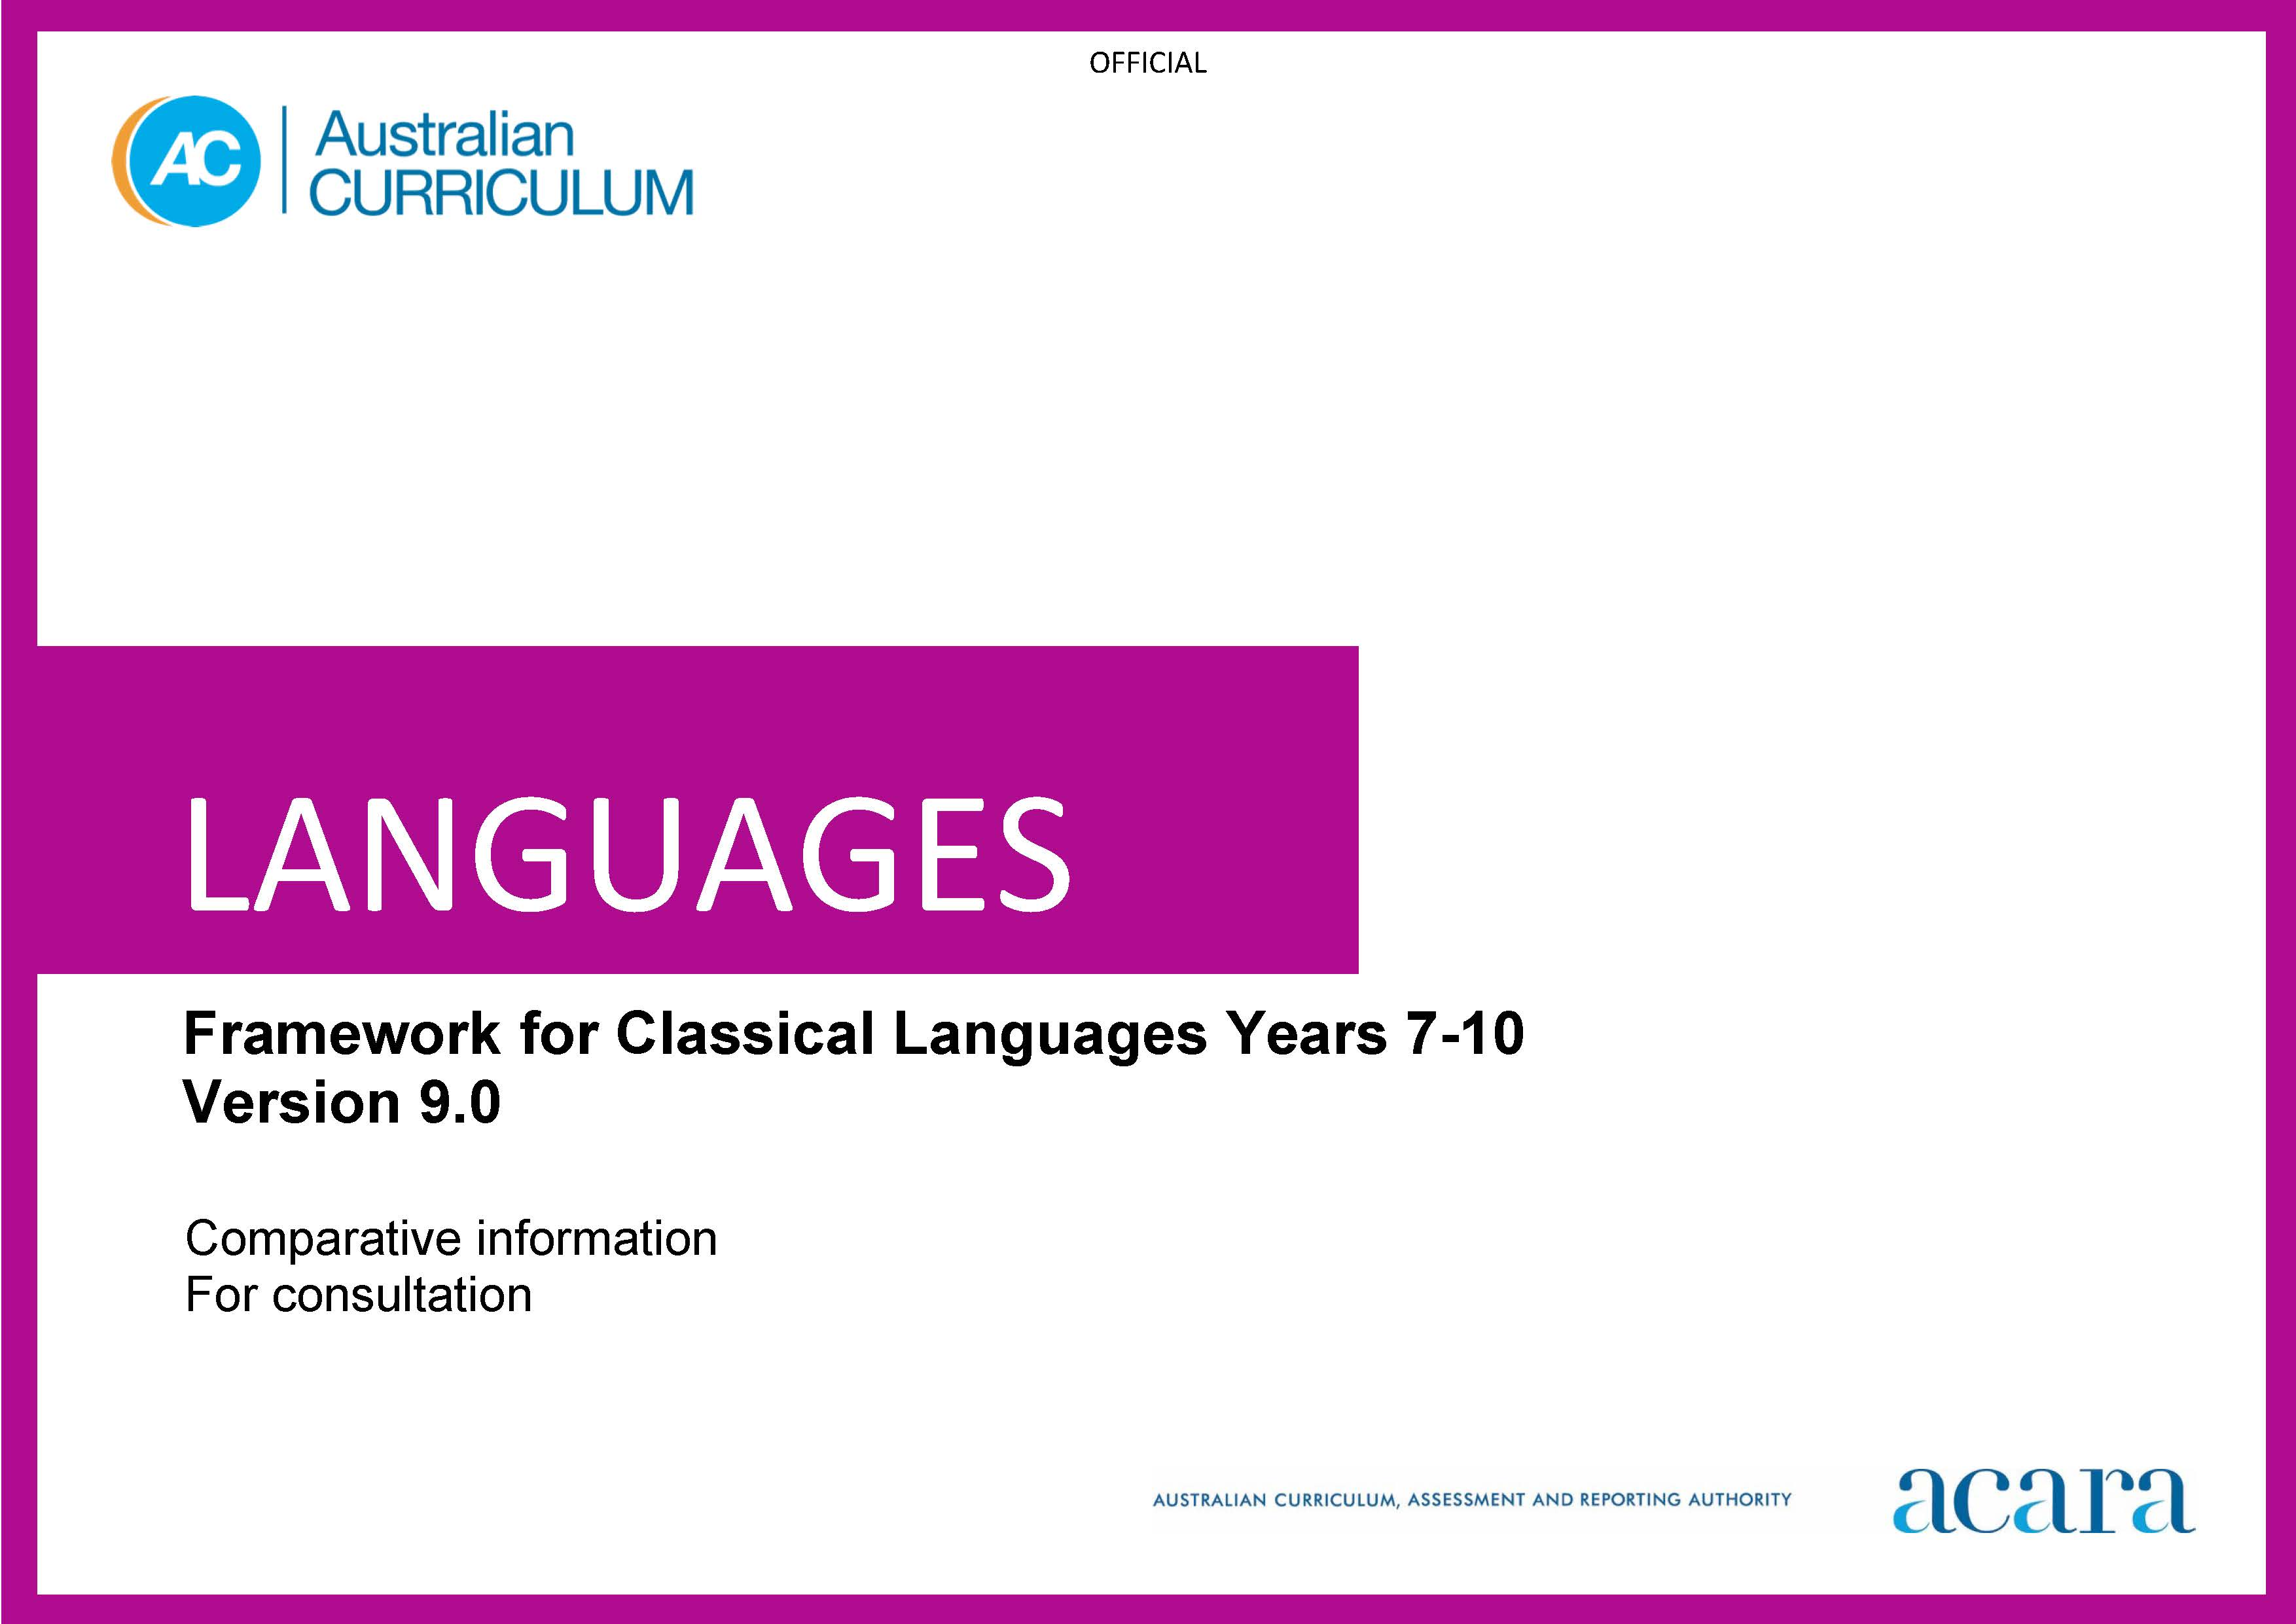 OFFICIAL
AC
Australian
CURRICULUM
LANGUAGES
Framework for Classical Languages Years 7-10
Version 9.0
Comparative information
For consultation
AUSTRALIAN CURRICULUM, ASSESSMENT AND REPORTING AUTHORITY
acara